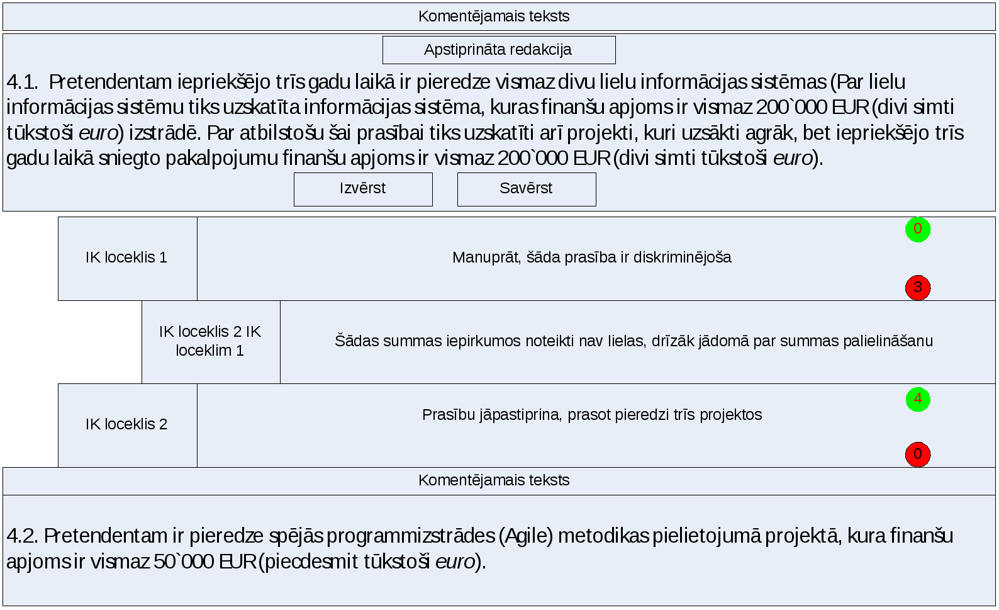 Komentējamais teksts
Apstiprināta redakcija
4.1. Pretendentam iepriekšējo trīs gadu laikā ir pieredze vismaz divu lielu informācijas sistēmas (Par lielu
informācijas sistēmu tiks uzskatīta informācijas sistēma, kuras finanšu apjoms ir vismaz 200`000 EUR (divi simti
tūkstoši euro) izstrādē. Par atbilstošu šai prasībai tiks uzskatīti arī projekti, kuri uzsākti agrāk, bet iepriekšējo trīs
gadu laikā sniegto pakalpojumu finanšu apjoms ir vismaz 200`000 EUR (divi simti tūkstoši euro).
Izvērst
Savērst
IK loceklis 1
Manuprāt, šāda prasība ir diskriminējoša
0
3
IK loceklis 2 IK
loceklim 1
Šādas summas iepirkumos noteikti nav lielas, drīzāk jādomā par summas palielināšanu
IK loceklis 2
Prasību jāpastiprina, prasot pieredzi trīs projektos
4
0
Komentējamais teksts
4.2. Pretendentam ir pieredze spējās programmizstrādes (Agile) metodikas pielietojumā projektā, kura finanšu
apjoms ir vismaz 50`000 EUR (piecdesmit tūkstoši euro).